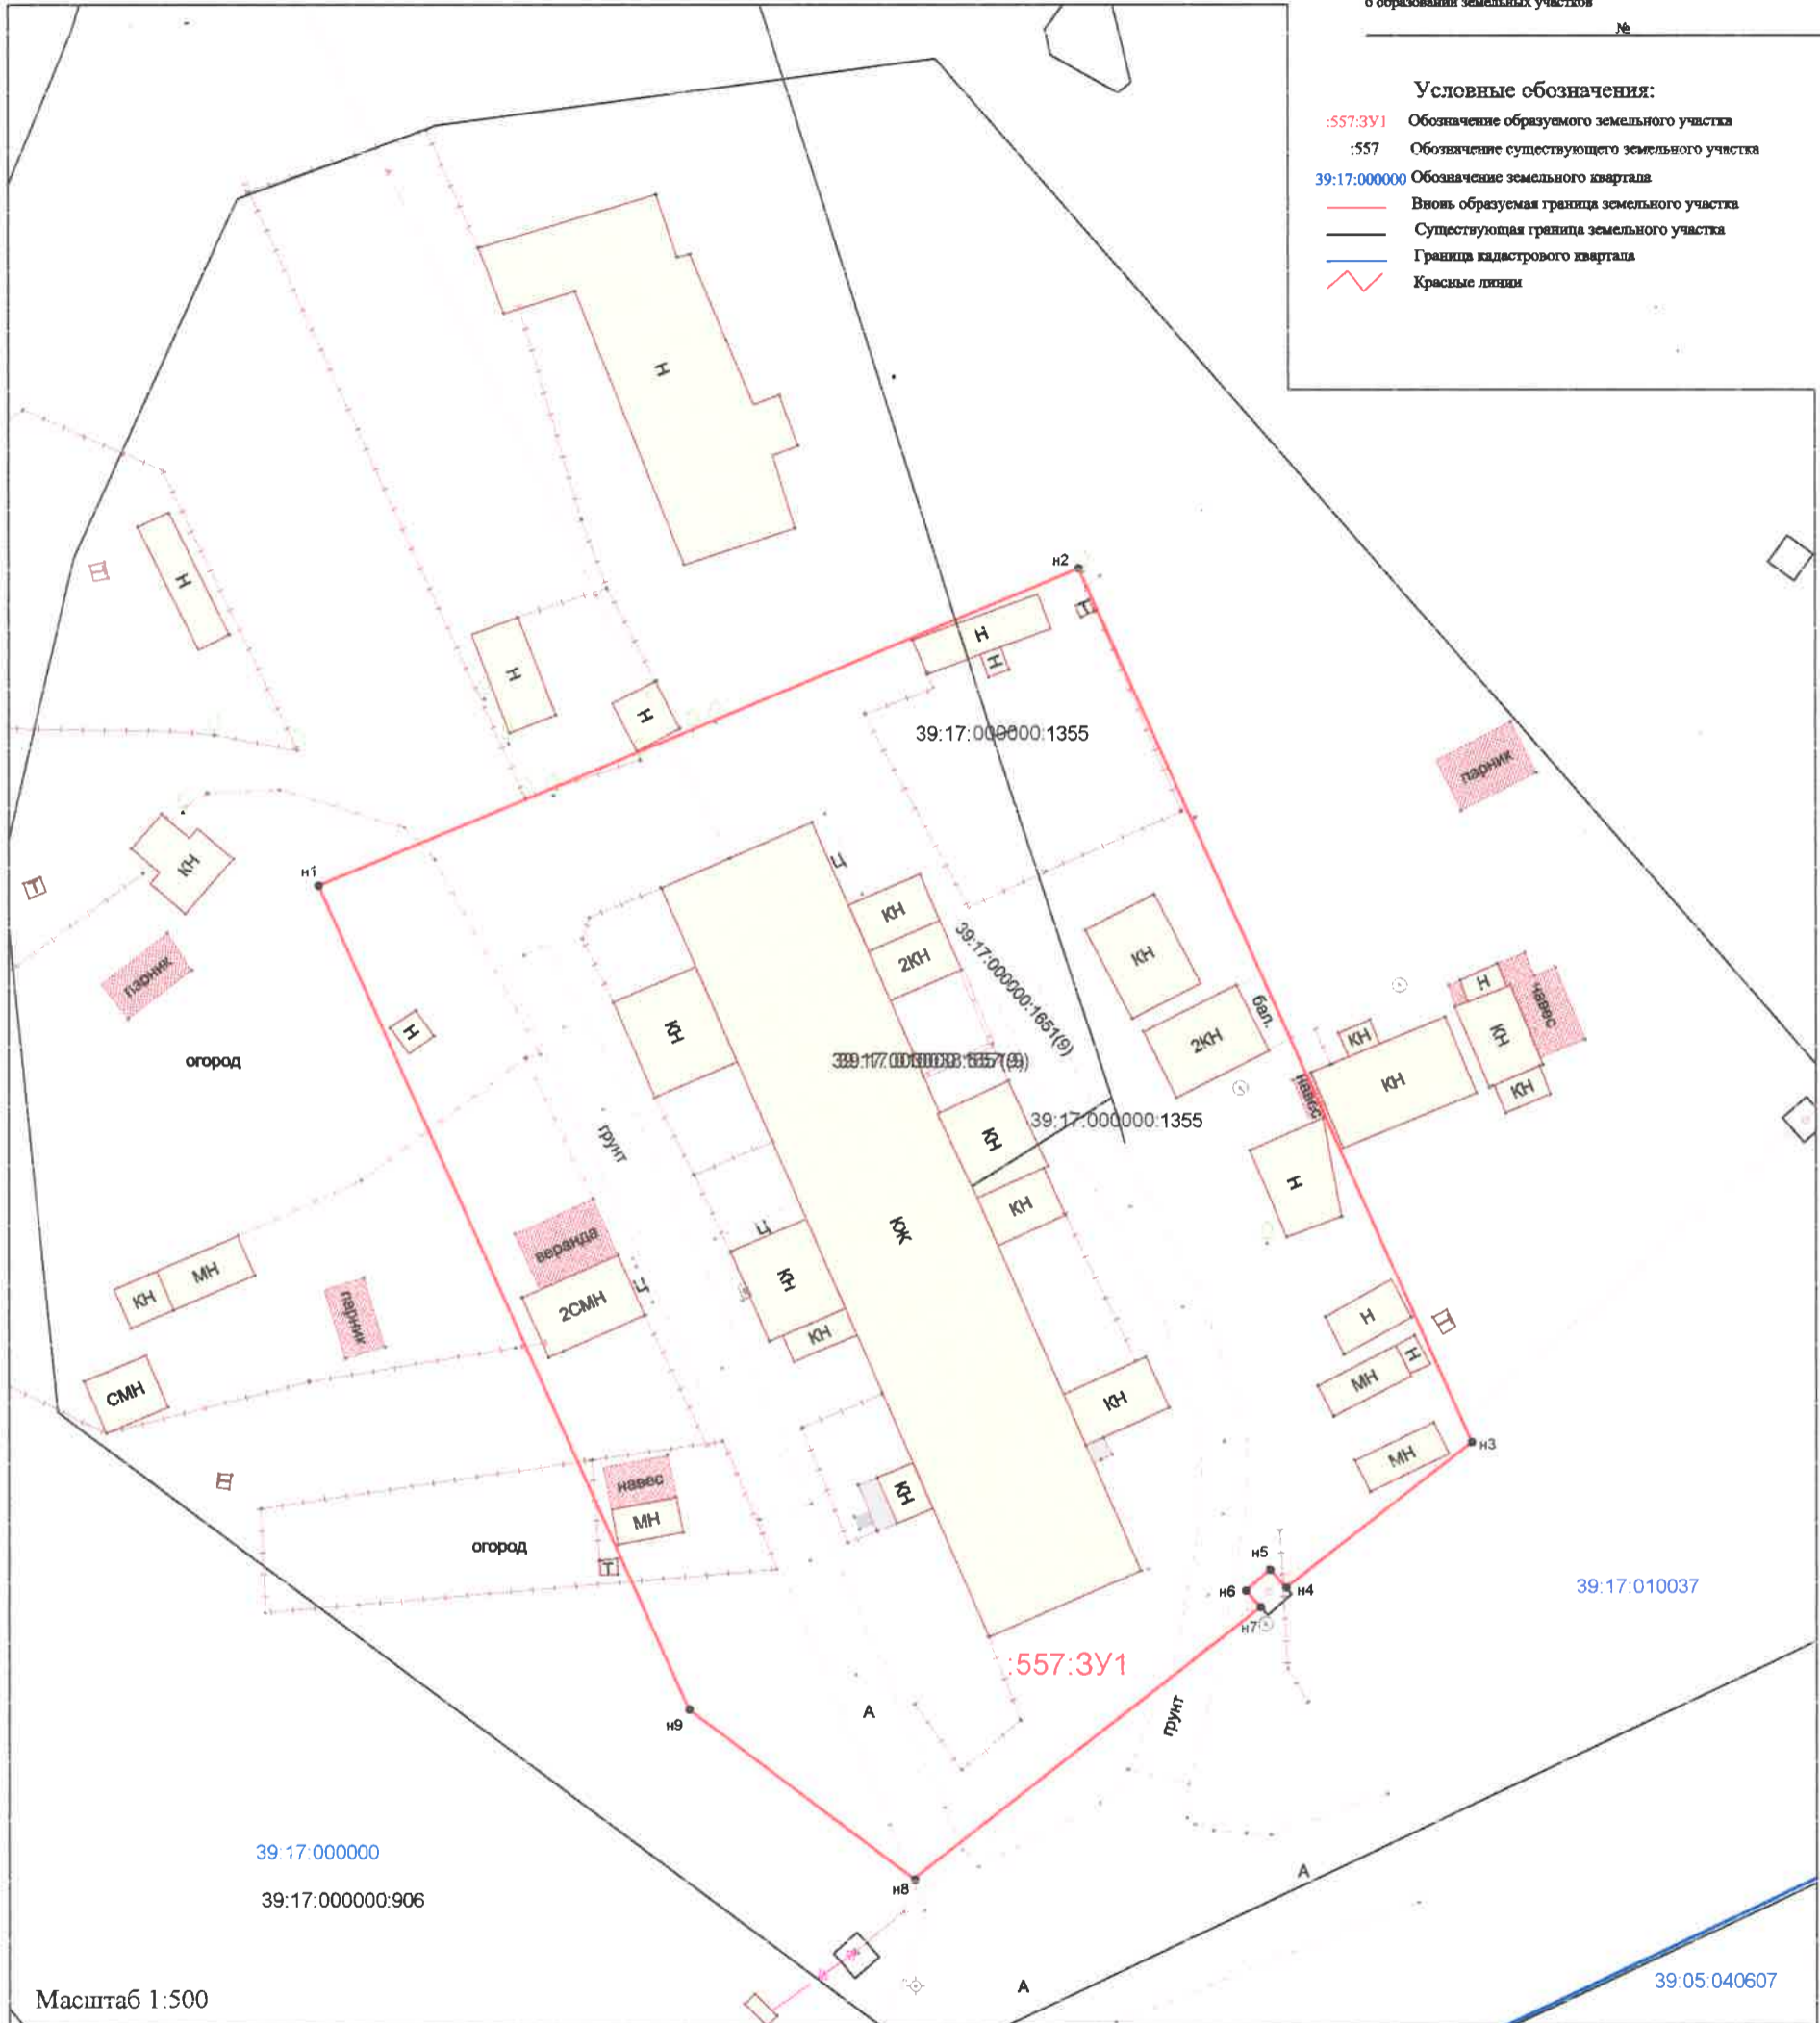 о образовании земельных участков
№
Условные обозначения:
:557:ЗУ1 Обозначение образуемого земельного участка
:557 Обозначение существующего земельного участка
39:17:000000 Обозначение земельного квартала
Вновь образуемая граница земельного участка
Существующая граница земельного участка
Граница кадастрового квартала
Красные линии
Н
н2
Т
Н
Т
Н
Н
Н
Н
39:17:000000:1355
парник
КН
Т
н1
Ц
КН
2КН
39:17:000000:1651(9)
КН
2КН
бал.
Н
навес
КН
КН
КН
КН
навес
парник
Н
огород
КН
39:17:000000:1355
КН
КН
грунт
Н
КЖ
веранда
2СМН
Ц
Ц
КН
КН
КН
МН
парник
СМН
Н
Т
Н
МН
КН
н3
МН
Т
навес
МН
КН
огород
Т
н5
н6
н4
н7
39:17:010037
:557:ЗУ1
грунт
А
н9
39:17:000000
39:17:000000:906
н8
А
А
39:05:040607
Масштаб 1:500